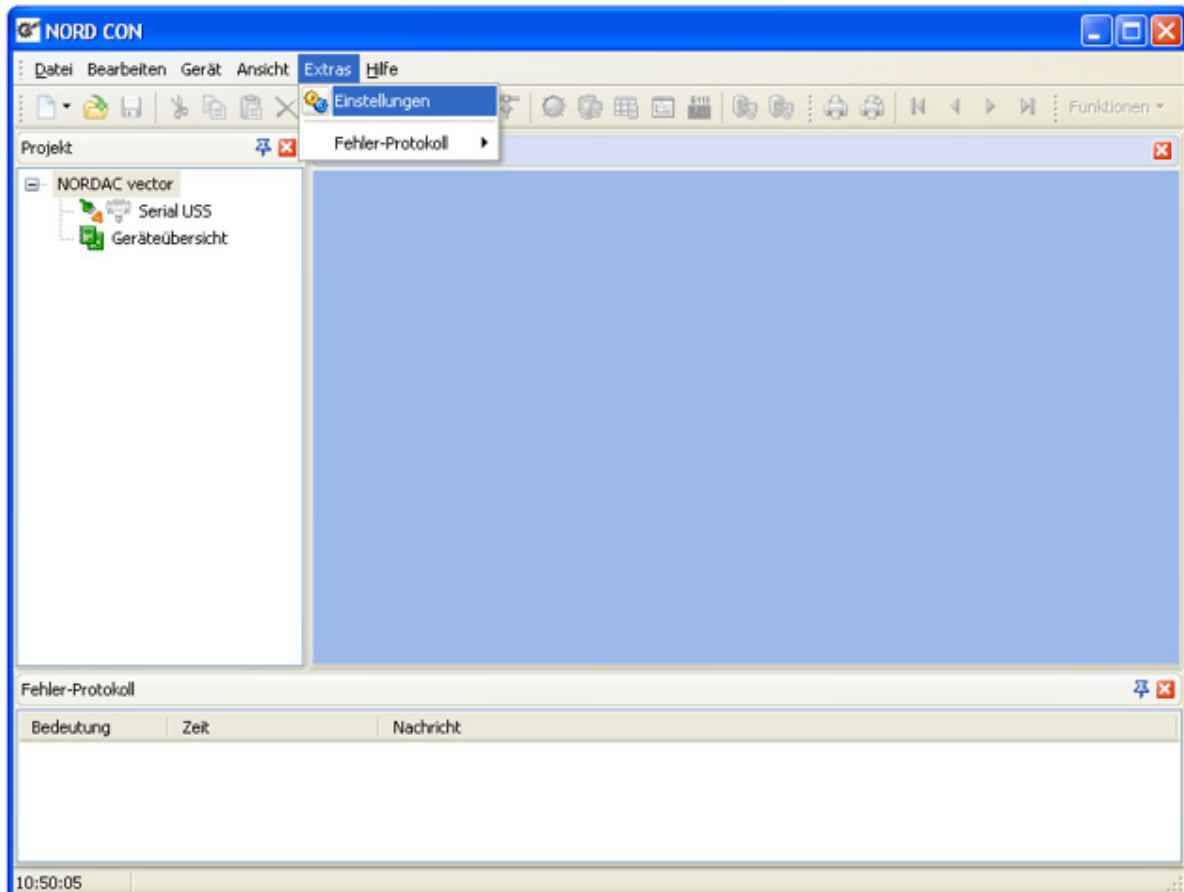 NORD CON
Datei Bearbeiten Gerät Ansicht Extras Hilfe
Einstellungen
Funktionen
Projekt
Fehler-Protokoll
NORDAC vector
Serial USS
Geräteübersicht
Fehler-Protokoll
Bedeutung Zeit Nachricht
10:50:05